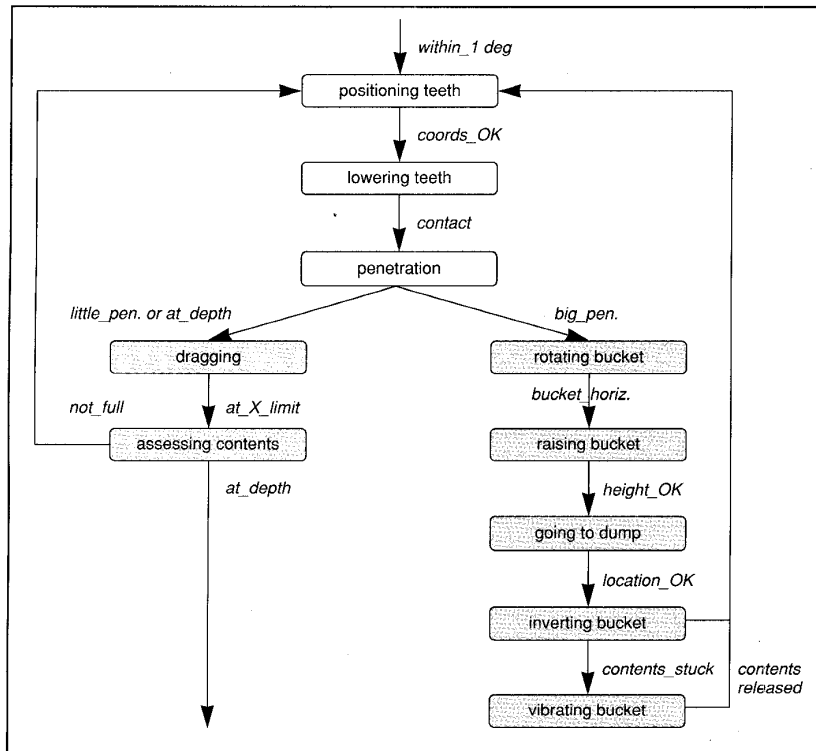 within_1 deg
positioning teeth
coords_OK
lowering teeth
contact
penetration
little_pen. or at_depth
big_pen.
dragging
rotating bucket
not_full
at_X_limit
bucket_horiz.
assessing contents
raising bucket
at_depth
height_OK
going to dump
location_OK
inverting bucket
contents_stuck
contents
released
vibrating bucket